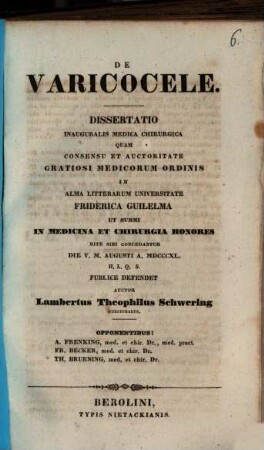 6.
DE
VARICOCELE.
DISSERTATIO
INAUGURALIS MEDICA CHIRURGICA
QUAM
CONSENSU ET AUCTORITATE
GRATIOSI MEDICORUM ORDINIS
IN
ALMA LITTERARUM UNIVERSITATE
FRIDERICA GUILELMA
UT SUMMI
IN MEDICINA ET CHIRURGIA HONORES
RITE SIBI CONCEDANTUR
DIE V. M. AUGUSTI A. MDCCCXL.
H. L. Q. S.
PUBLICE DEFENDET
AUCTOR
Lambertus Theophilus Schwering
OPPONENTIBUS:
A. FRENKING, med. et chir. Dr., med. pract.
FR. BECKER, med. et chir. Dr.
TH. BRUENING, med. et chir. Dr.
BEROLINI,
TYPIS NIETACKIANIS.